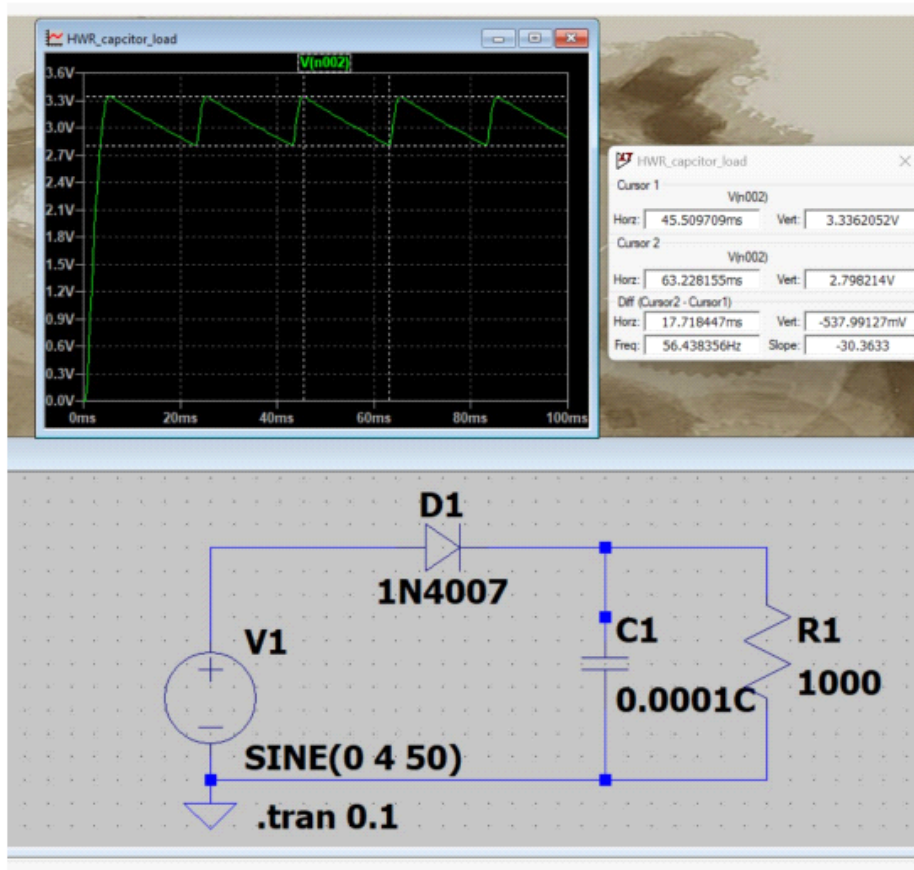 HWR_capcitor_load
V(n002)
3.6V
3.3V
3.0V
2.7V
2.4V
2.1V
1.8V
1.5V
1.2V
0.9V
0.6V
0.3V
0.0V
0ms 20ms 40ms 60ms 80ms 100ms
HWR_capcitor_load
Cursor 1
V(n002)
Horz: 45.509709ms Vert: 3.3362052V
Cursor 2
V(n002)
Horz: 63.228155ms Vert: 2.798214V
Diff (Cursor2 - Cursor1)
Horz: 17.718447ms Vert: -537.99127mV
Freq: 56.438356Hz Slope: -30.3633
D1
1N4007
V1
SINE(0 4 50)
.tran 0.1
C1
0.0001C
R1
1000